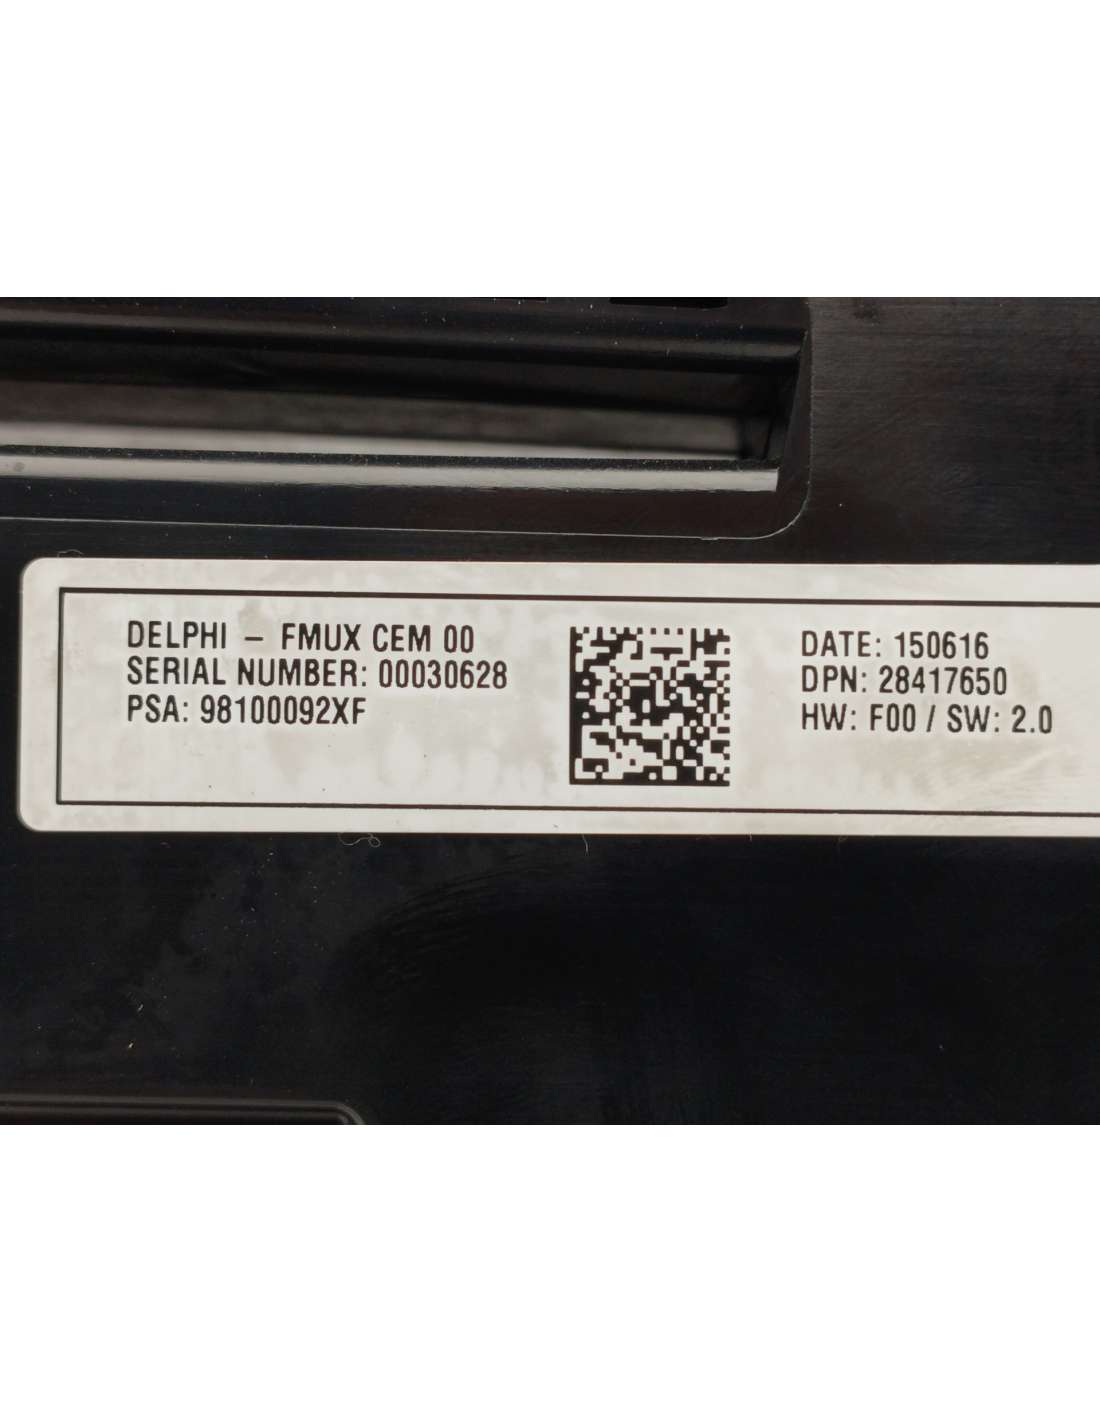 DELPHI - FMUX CEM 00
SERIAL NUMBER: 00030628
PSA: 98100092XF
DATE: 150616
DPN: 28417650
HW: F00 / SW: 2.0